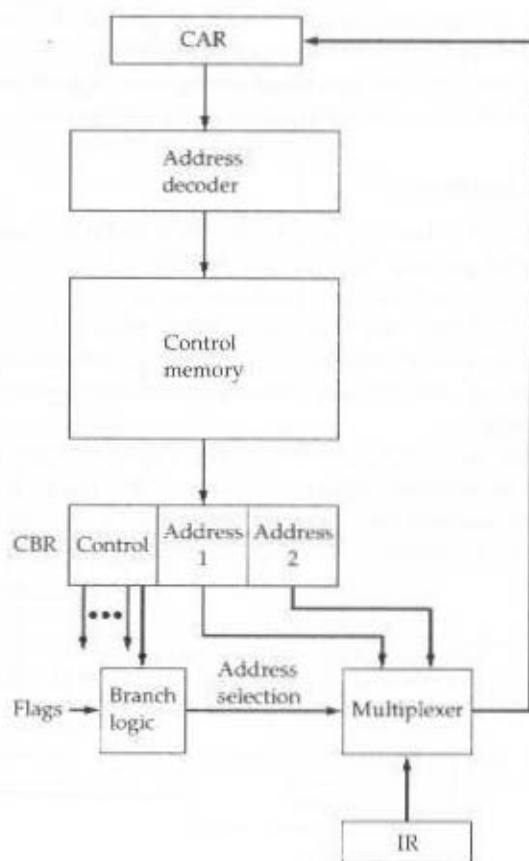 CAR
Address
decoder
Control
memory
CBR
Control
Address
1
Address
2
Flags
Branch
logic
Address
selection
Multiplexer
IR